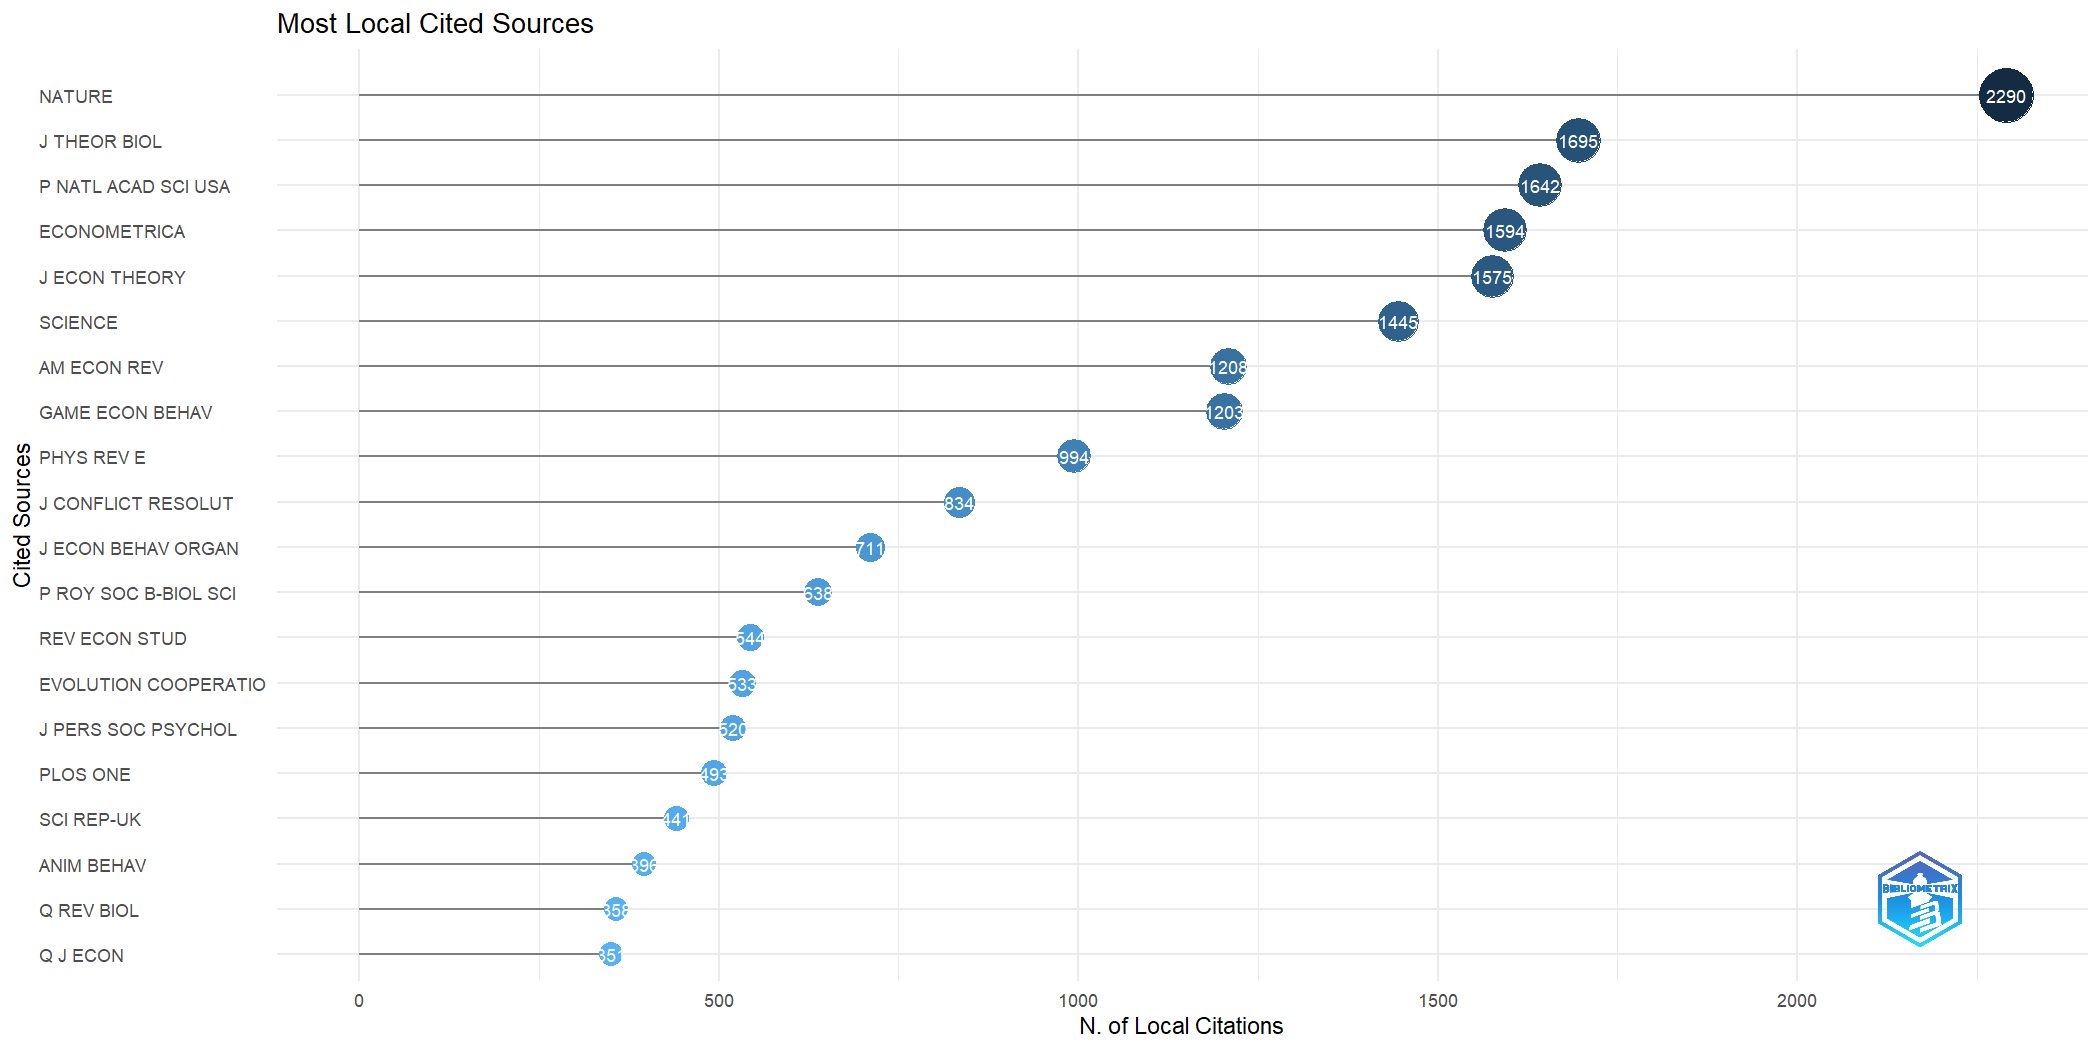 Most Local Cited Sources
NATURE 2290
J THEOR BIOL 1695
P NATL ACAD SCI USA 1642
ECONOMETRICA 1594
J ECON THEORY 1575
SCIENCE 1445
AM ECON REV 1208
GAME ECON BEHAV 1203
PHYS REV E 994
J CONFLICT RESOLUT 834
J ECON BEHAV ORGAN 711
P ROY SOC B-BIOL SCI 638
REV ECON STUD 544
EVOLUTION COOPERATIO 533
J PERS SOC PSYCHOL 520
PLOS ONE 493
SCI REP-UK 441
ANIM BEHAV 396
Q REV BIOL 358
Q J ECON 351
Cited Sources
0 500 1000 1500 2000
N. of Local Citations
BIBLIOMETRIX